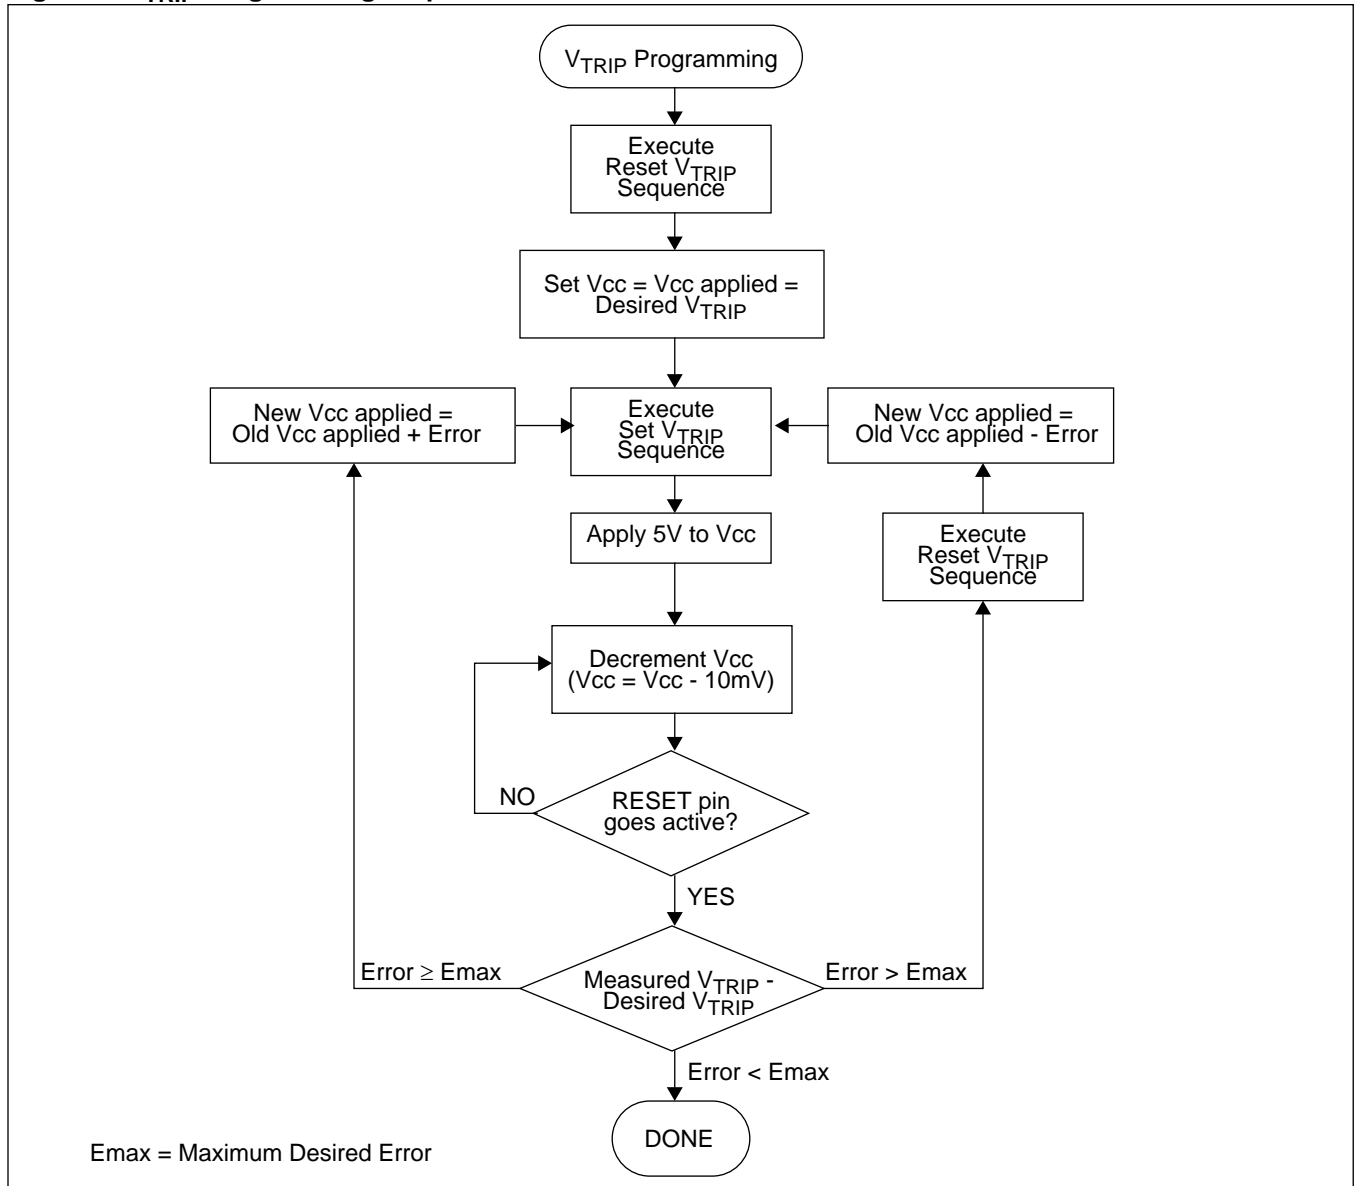 TRIP
VTRIP Programming
Execute
Reset VTRIP
Sequence
Set Vcc = Vcc applied =
Desired VTRIP
New Vcc applied =
Old Vcc applied + Error
Execute
Set VTRIP
Sequence
New Vcc applied =
Old Vcc applied - Error
Apply 5V to Vcc
Execute
Reset VTRIP
Sequence
Decrement Vcc
(Vcc = Vcc - 10mV)
NO
RESET pin
goes active?
YES
Error ≥ Emax
Measured VTRIP -
Desired VTRIP
Error > Emax
Error < Emax
DONE
Emax = Maximum Desired Error